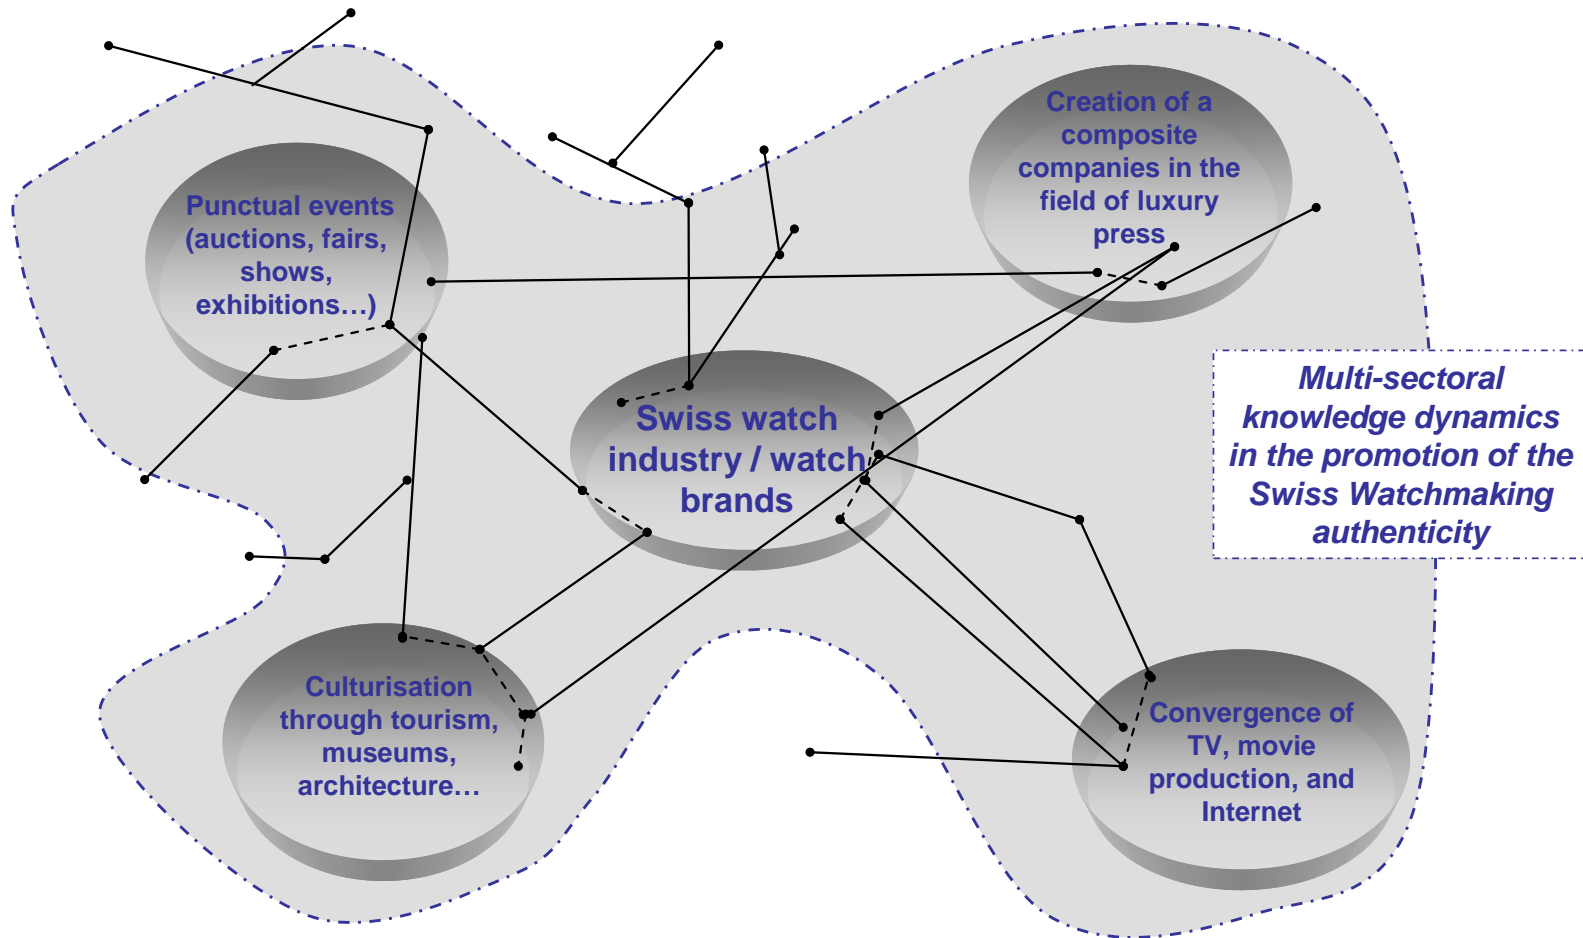 Creation of a
composite
companies in the
field of luxury
press
Punctual events
(auctions, fairs,
shows,
exhibitions…)
Multi-sectoral
knowledge dynamics
in the promotion of the
Swiss Watchmaking
authenticity
Swiss watch
industry / watch
brands
Culturisation
through tourism,
museums,
architecture…
Convergence of
TV, movie
production, and
Internet